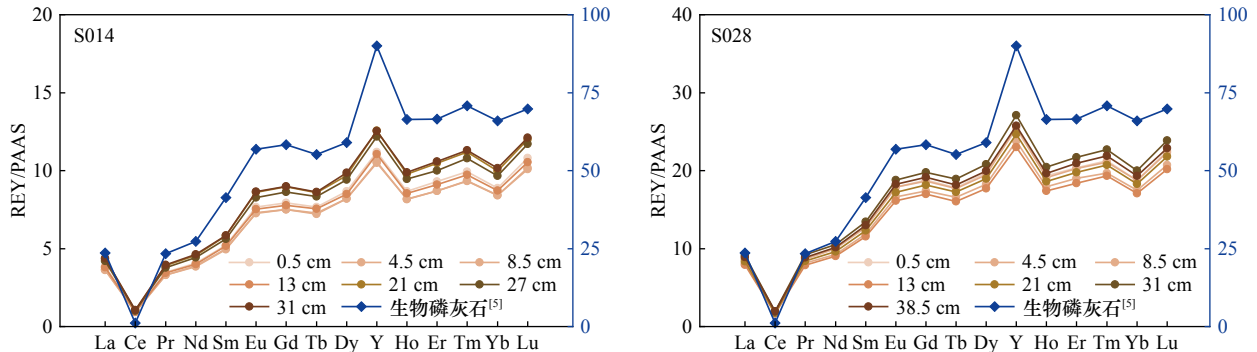 S014
REY/PAAS
20
15
10
5
0
100
75
50
25
0
0.5 cm 4.5 cm 8.5 cm
13 cm 21 cm 27 cm
31 cm 生物磷灰石[5]
La Ce Pr Nd Sm Eu Gd Tb Dy Y Ho Er Tm Yb Lu
S028
REY/PAAS
40
30
20
10
0
100
75
50
25
0
0.5 cm 4.5 cm 8.5 cm
13 cm 21 cm 31 cm
38.5 cm 生物磷灰石[5]
La Ce Pr Nd Sm Eu Gd Tb Dy Y Ho Er Tm Yb Lu